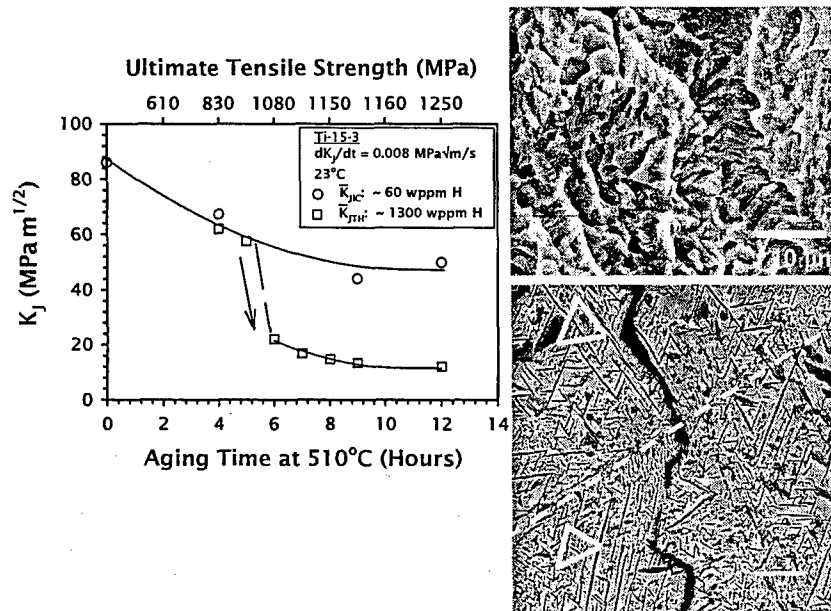 Ultimate Tensile Strength (MPa)
610 830 1080 1150 1160 1250
100
80
60
40
20
0
K_J (MPa m^1/2)
Ti-15-3
dK_J/dt = 0.008 MPa√m/s
23°C
K̅_JIC: ~ 60 wppm H
K̅_JTH: ~ 1300 wppm H
0 2 4 6 8 10 12 14
Aging Time at 510°C (Hours)
10 μm